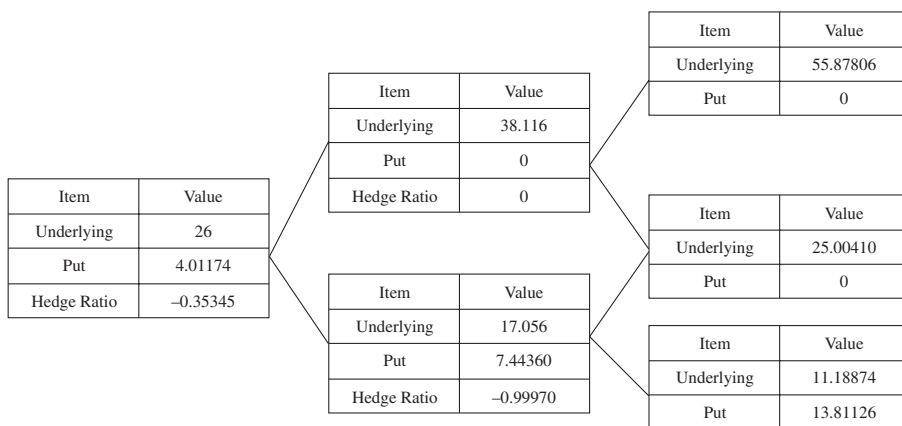 Item Value
Underlying 26
Put 4.01174
Hedge Ratio –0.35345
Item Value
Underlying 38.116
Put 0
Hedge Ratio 0
Item Value
Underlying 17.056
Put 7.44360
Hedge Ratio –0.99970
Item Value
Underlying 55.87806
Put 0
Item Value
Underlying 25.00410
Put 0
Item Value
Underlying 11.18874
Put 13.81126